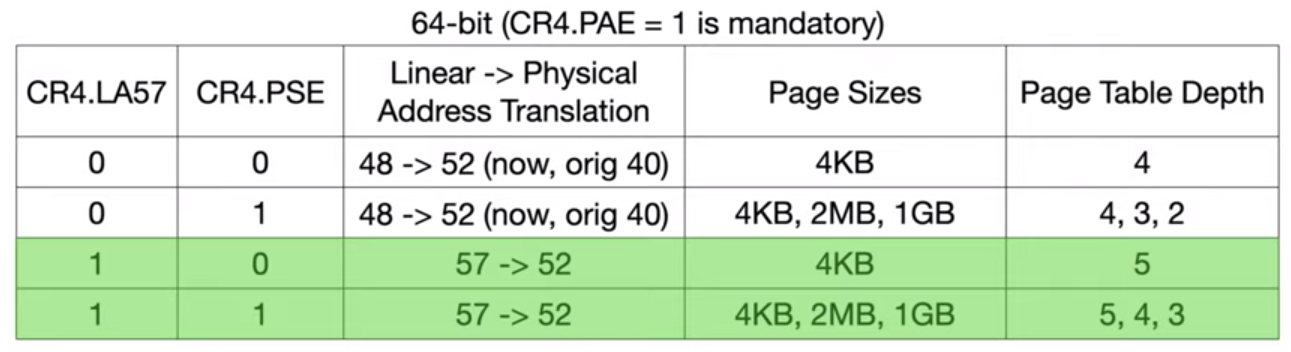 64-bit (CR4.PAE = 1 is mandatory)
CR4.LA57 CR4.PSE Linear -> Physical Address Translation Page Sizes Page Table Depth
0 0 48 -> 52 (now, orig 40) 4KB 4
0 1 48 -> 52 (now, orig 40) 4KB, 2MB, 1GB 4, 3, 2
1 0 57 -> 52 4KB 5
1 1 57 -> 52 4KB, 2MB, 1GB 5, 4, 3